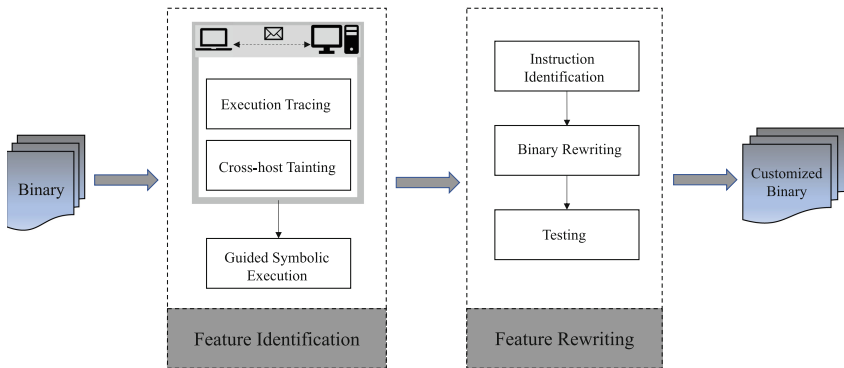 Binary
Execution Tracing
Cross-host Tainting
Guided Symbolic
Execution
Feature Identification
Instruction
Identification
Binary Rewriting
Testing
Feature Rewriting
Customized
Binary